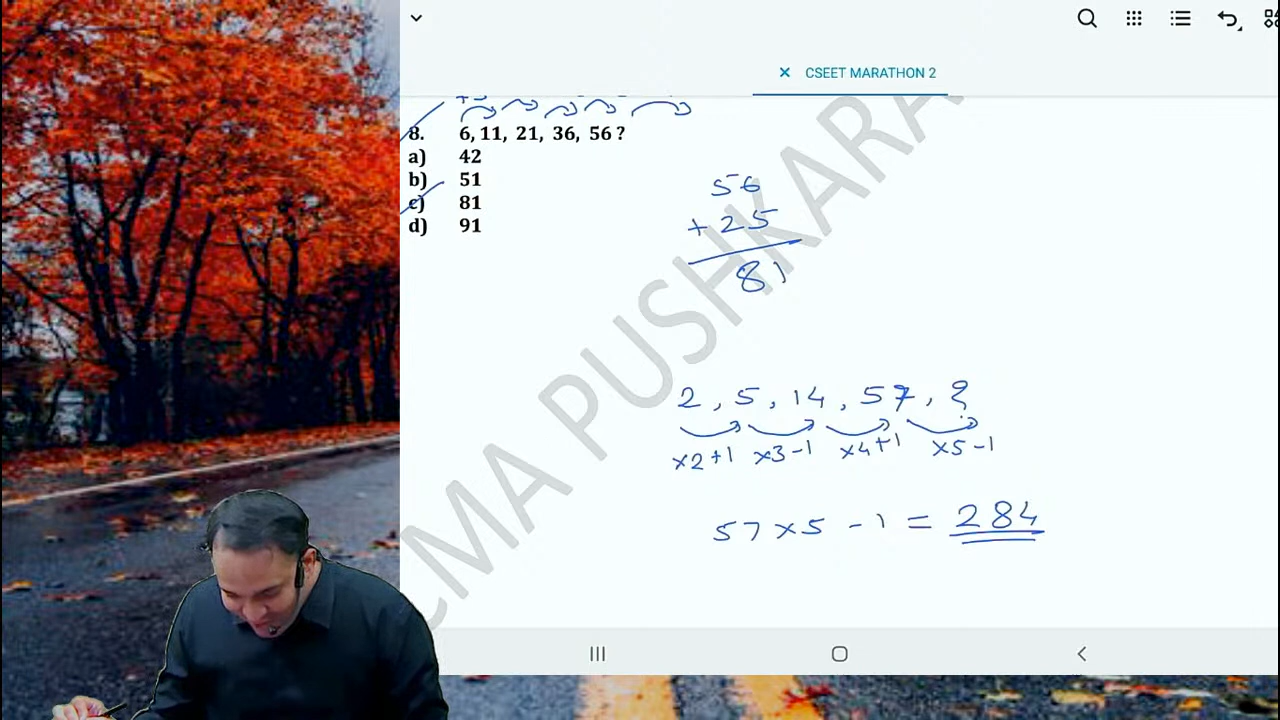 CSEET MARATHON 2
8. 6, 11, 21, 36, 56 ?
a) 42
b) 51
c) 81
d) 91
56
+ 25
81
2, 5, 14, 57, ?
×2+1 ×3-1 ×4+1 ×5-1
57×5 -1 = 284
CMA PUSHKARA